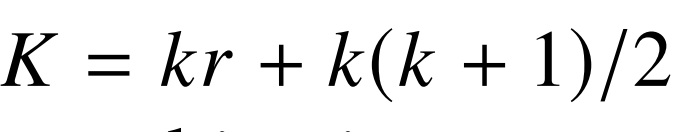 K = kr + k(k + 1)/2